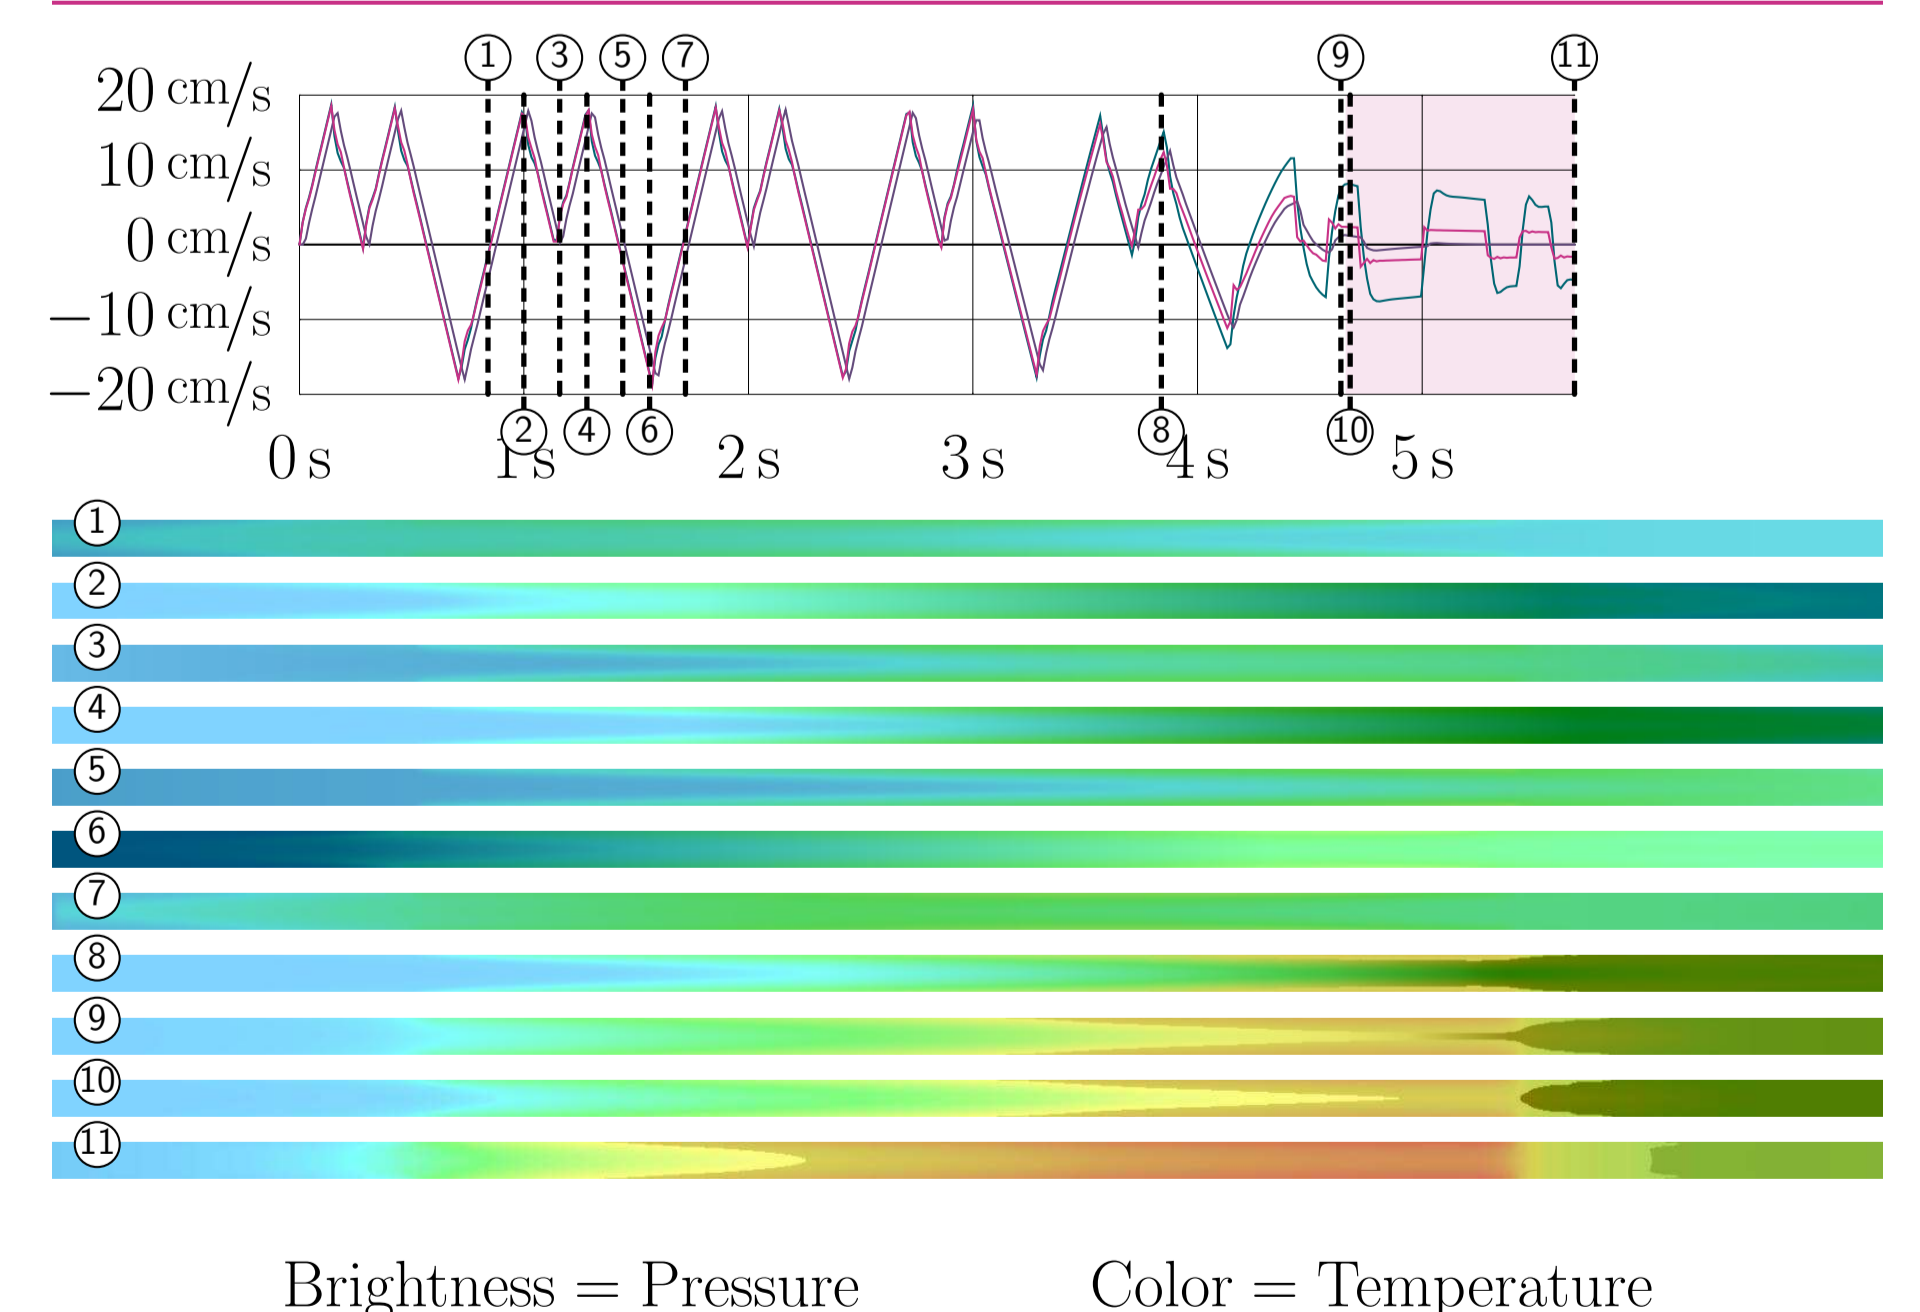 ① ③ ⑤ ⑦ ⑨ ⑪
20 cm/s
10 cm/s
0 cm/s
−10 cm/s
−20 cm/s
② ④ ⑥ ⑧ ⑩
0 s 1 s 2 s 3 s 4 s 5 s
①
②
③
④
⑤
⑥
⑦
⑧
⑨
⑩
⑪
Brightness = Pressure Color = Temperature